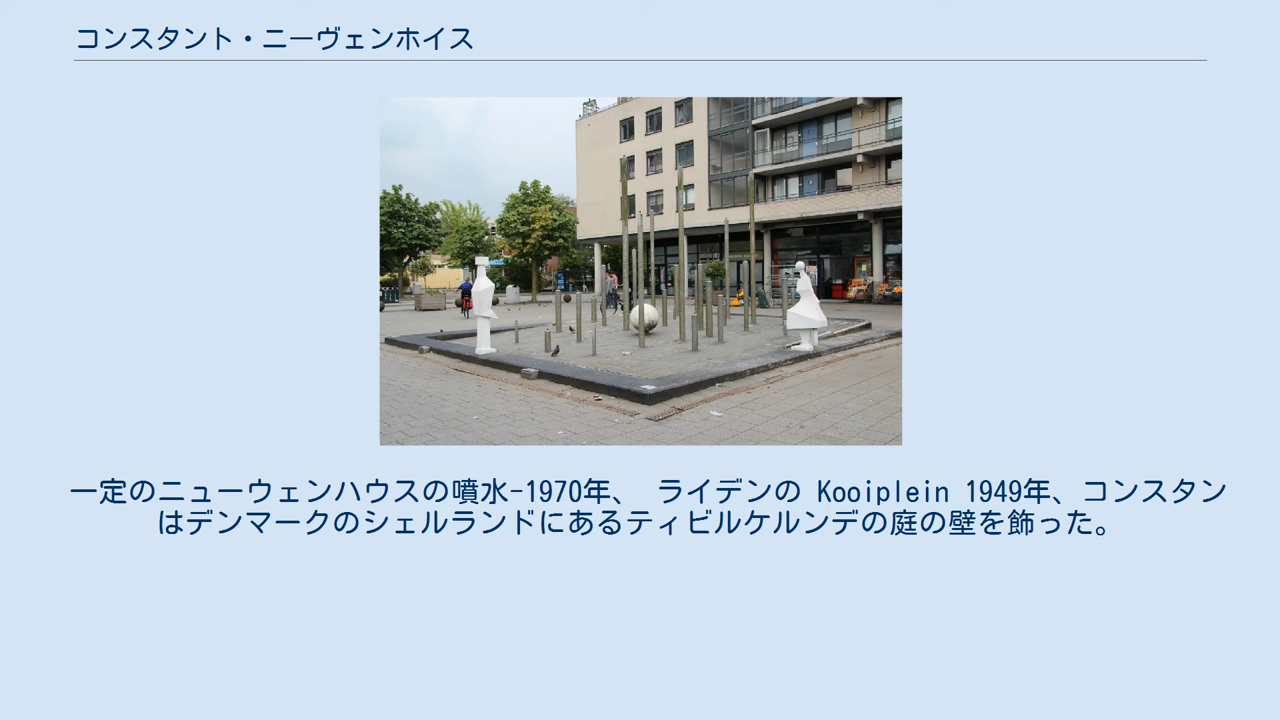 コンスタント・ニーヴェンホイス
一定のニューウェンハウスの噴水-1970年、 ライデンの Kooiplein 1949年、コンスタン
はデンマークのシェルランドにあるティビルケルンデの庭の壁を飾った。